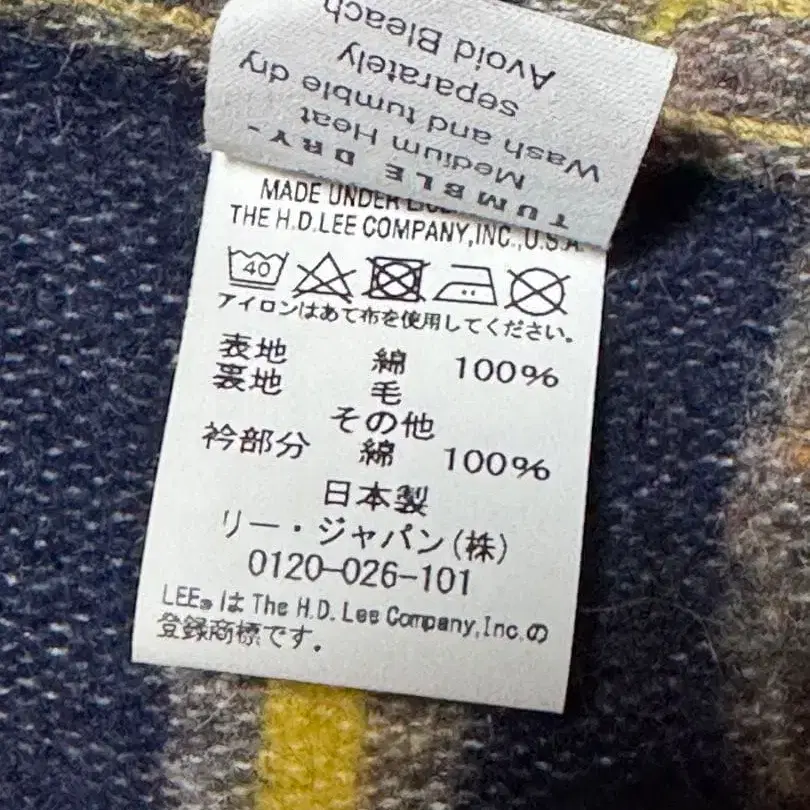 Avoid Bleach
separately
Wash and tumble dry
Medium Heat
TUMBLE DRY-
MADE UNDER
THE H.D.LEE COMPANY,INC.,U.S.A.
40
アイロンはあて布を使用してください。
表地 綿 100%
裏地 毛
その他
衿部分 綿 100%
日本製
リー・ジャパン(株)
0120-026-101
LEE®は The H.D. Lee Company,Inc.の
登録商標です。